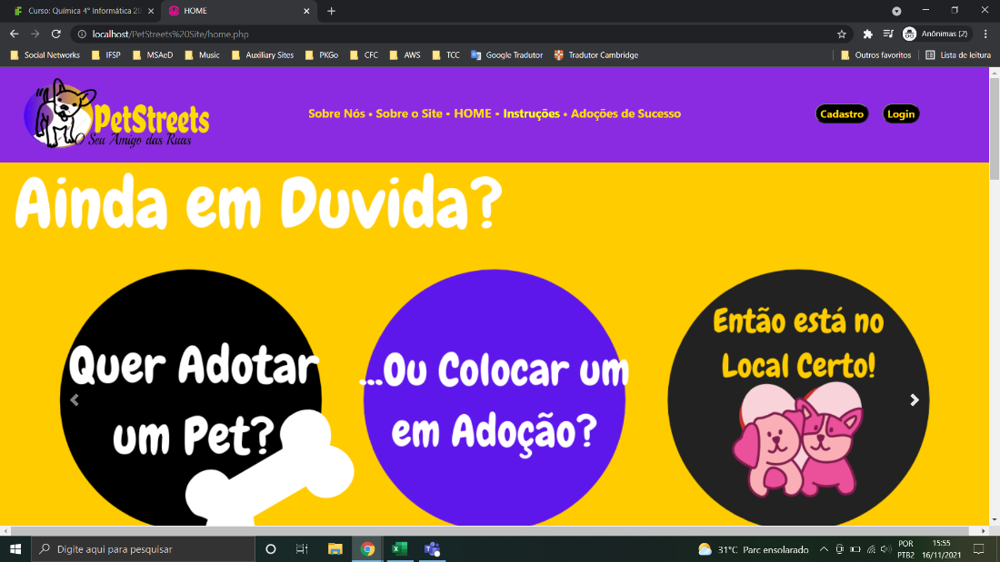 Curso: Química 4° Informática 20
HOME
localhost/PetStreets%20Site/home.php
Anônimas (2)
Social Networks
IFSP
MSAeD
Music
Auxiliary Sites
PKGo
CFC
AWS
TCC
Google Tradutor
Tradutor Cambridge
Outros favoritos
Lista de leitura
PetStreets
Seu Amigo das Ruas
Sobre Nós • Sobre o Site - HOME - Instruções • Adoções de Sucesso
Cadastro
Login
Ainda em Duvida?
Quer Adotar
um Pet?
...Ou Colocar um
em Adoção?
Então está no
Local Certo!
Digite aqui para pesquisar
31°C Parc ensolarado
POR
PTB2
15:55
16/11/2021